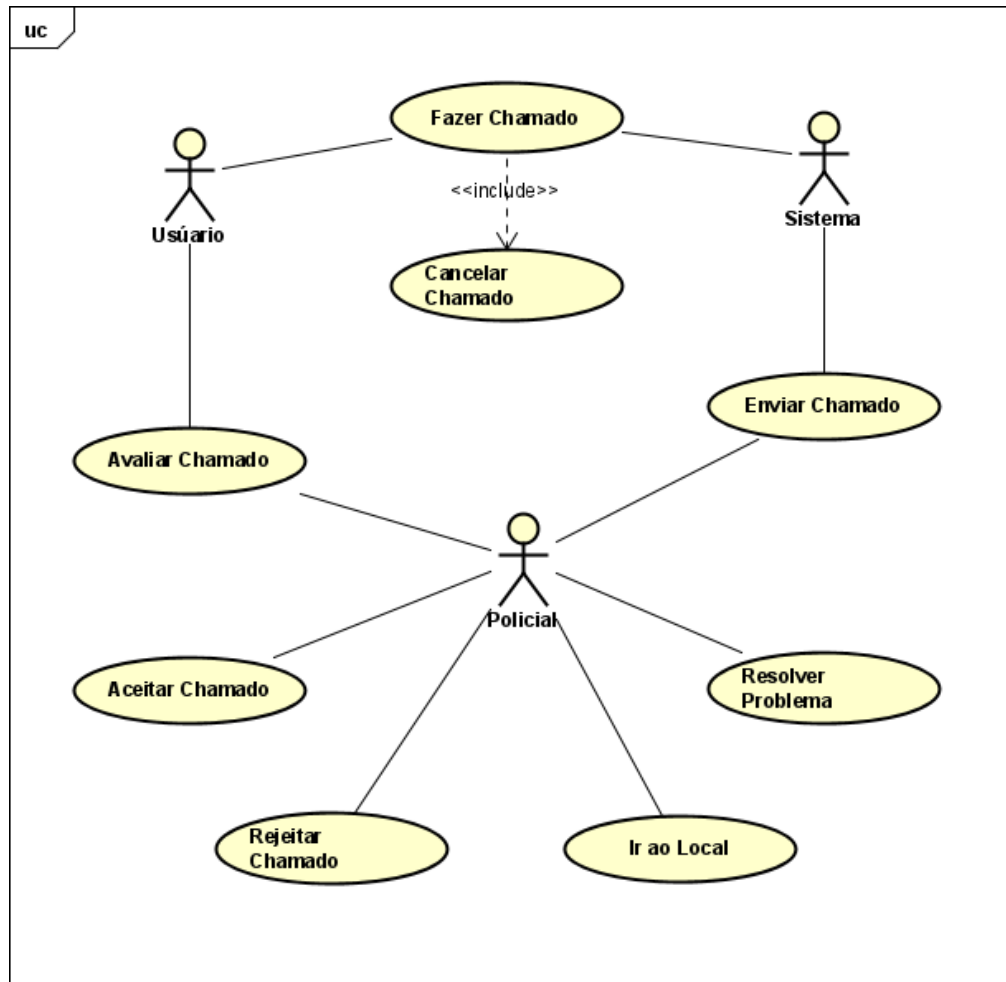 uc
Fazer Chamado
<<include>>
Usúario
Sistema
Cancelar
Chamado
Enviar Chamado
Avaliar Chamado
Policial
Aceitar Chamado
Resolver
Problema
Rejeitar
Chamado
Ir ao Local